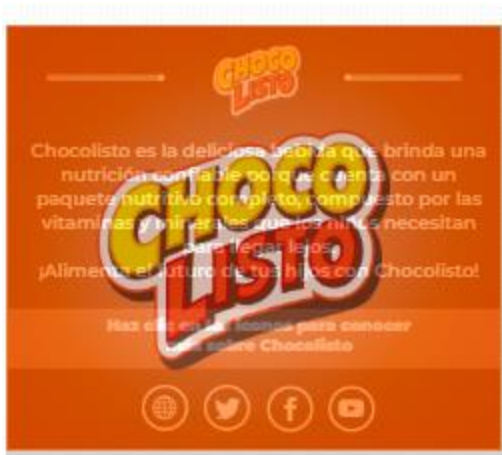 CHOCO
LISTO
Chocolisto es la deliciosa bebida que brinda una
nutrición confiable porque cuenta con un
paquete nutritivo completo, compuesto por las
vitaminas y minerales que los niños necesitan
para llegar lejos.
¡Alimenta el futuro de tus hijos con Chocolisto!
CHOCO
LISTO
Haz clic en los iconos para conocer
más sobre Chocolisto